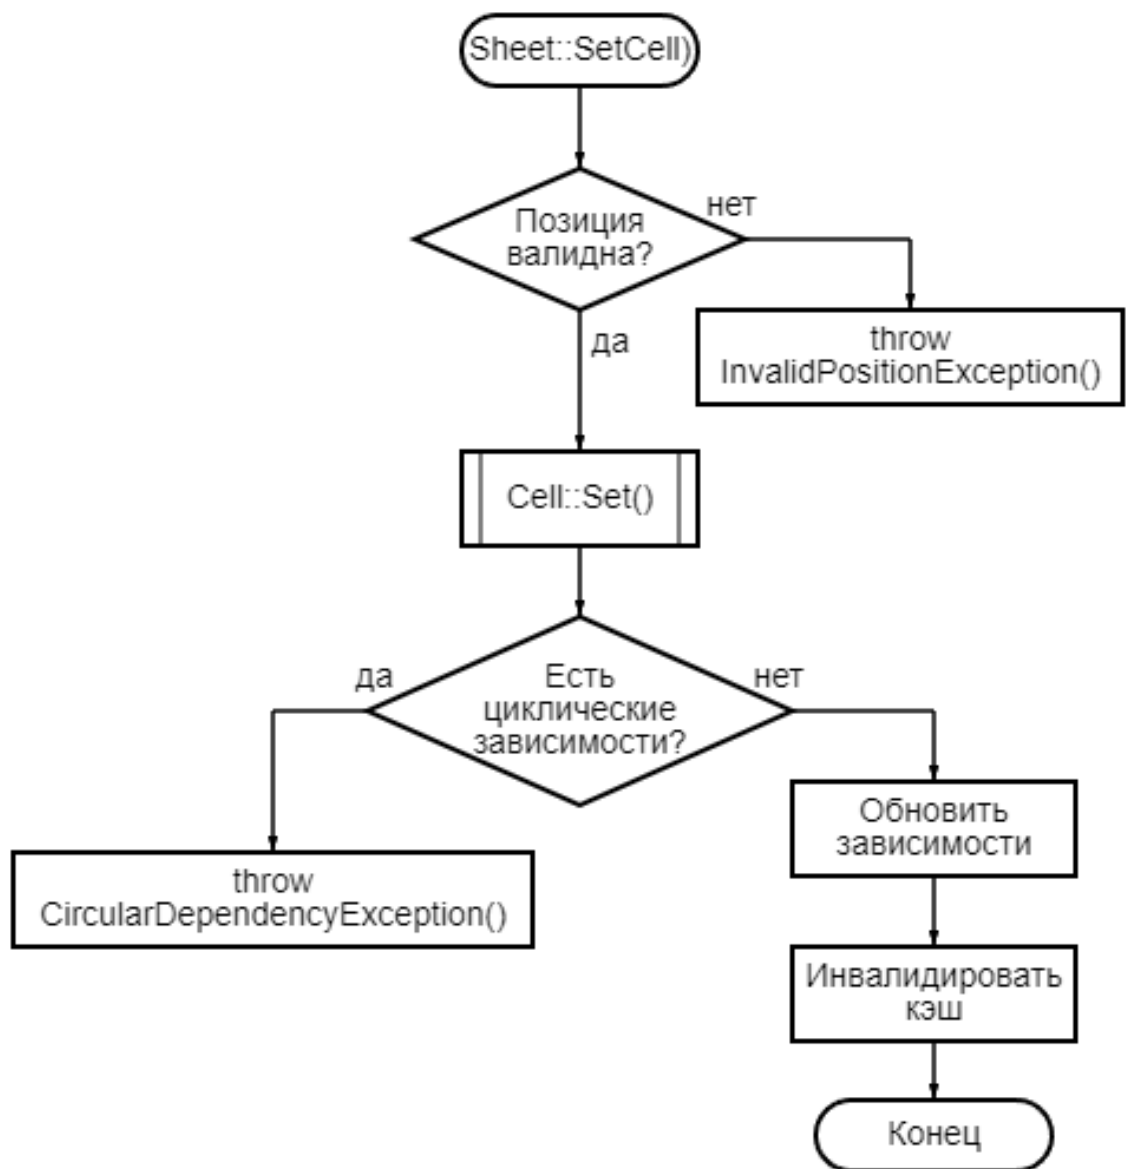 Sheet::SetCell)
нет
Позиция
валидна?
да
throw
InvalidPositionException()
Cell::Set()
да
Есть
циклические
зависимости?
нет
Обновить
зависимости
throw
CircularDependencyException()
Инвалидировать
кэш
Конец